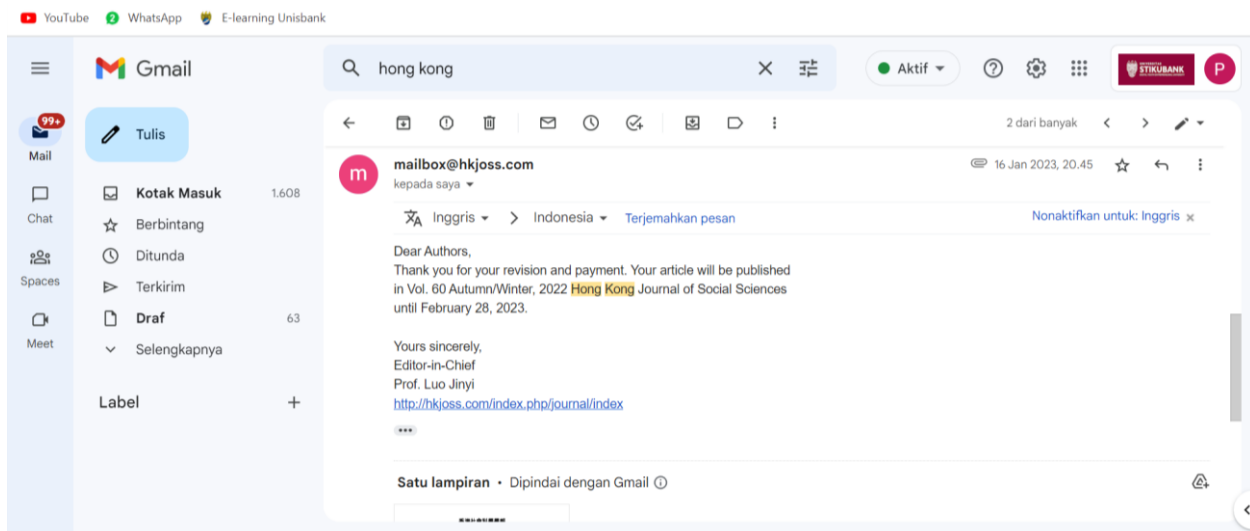 YouTube WhatsApp E-learning Unisbank
Gmail
hong kong
Aktif
STIKUBANK
P
99+
Mail
Chat
Spaces
Meet
Tulis
Kotak Masuk 1.608
Berbintang
Ditunda
Terkirim
Draf 63
Selengkapnya
Label
2 dari banyak
m
mailbox@hkjoss.com
16 Jan 2023, 20.45
kepada saya
Inggris > Indonesia Terjemahkan pesan Nonaktifkan untuk: Inggris x
Dear Authors,
Thank you for your revision and payment. Your article will be published
in Vol. 60 Autumn/Winter, 2022 Hong Kong Journal of Social Sciences
until February 28, 2023.
Yours sincerely,
Editor-in-Chief
Prof. Luo Jinyi
http://hkjoss.com/index.php/journal/index
Satu lampiran • Dipindai dengan Gmail